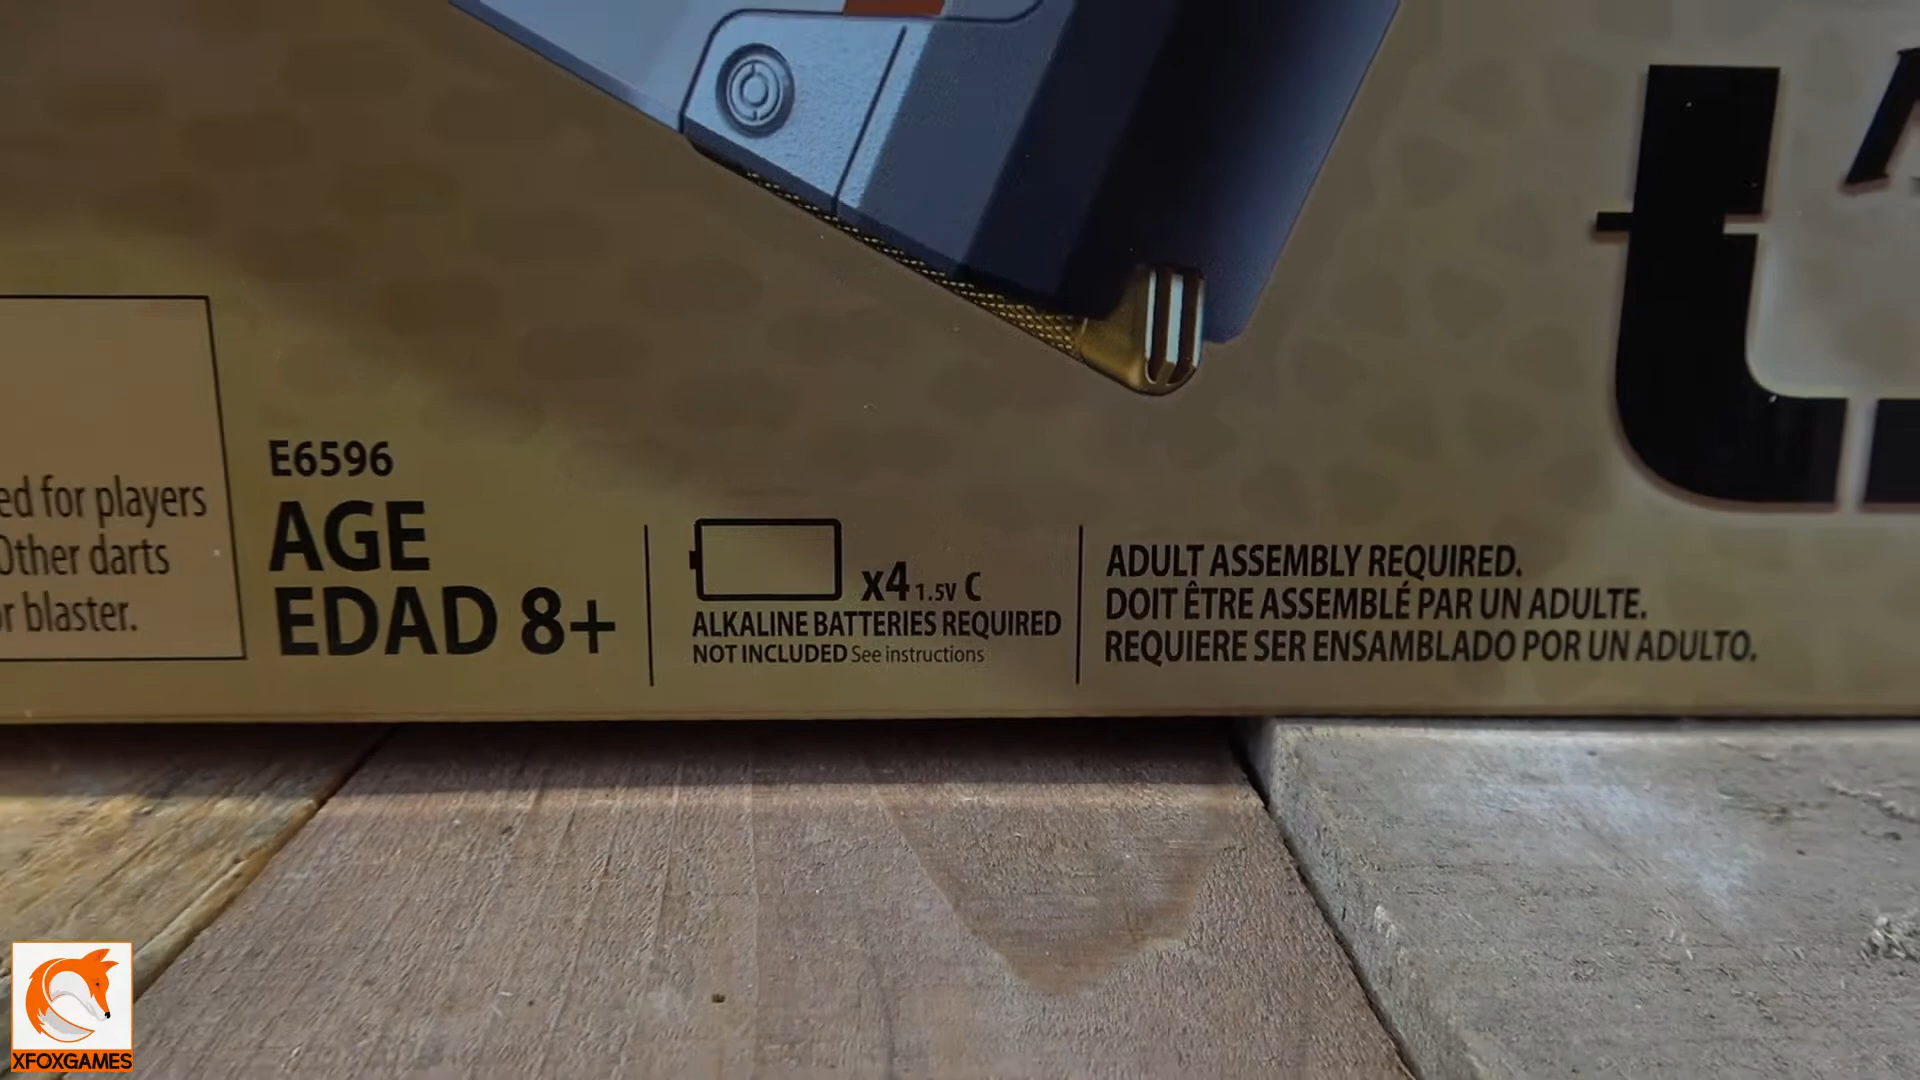 ed for players
Other darts
r blaster.
E6596
AGE
EDAD 8+
x4 1.5V C
ALKALINE BATTERIES REQUIRED
NOT INCLUDED See instructions
ADULT ASSEMBLY REQUIRED.
DOIT ÊTRE ASSEMBLÉ PAR UN ADULTE.
REQUIERE SER ENSAMBLADO POR UN ADULTO.
XFOXGAMES